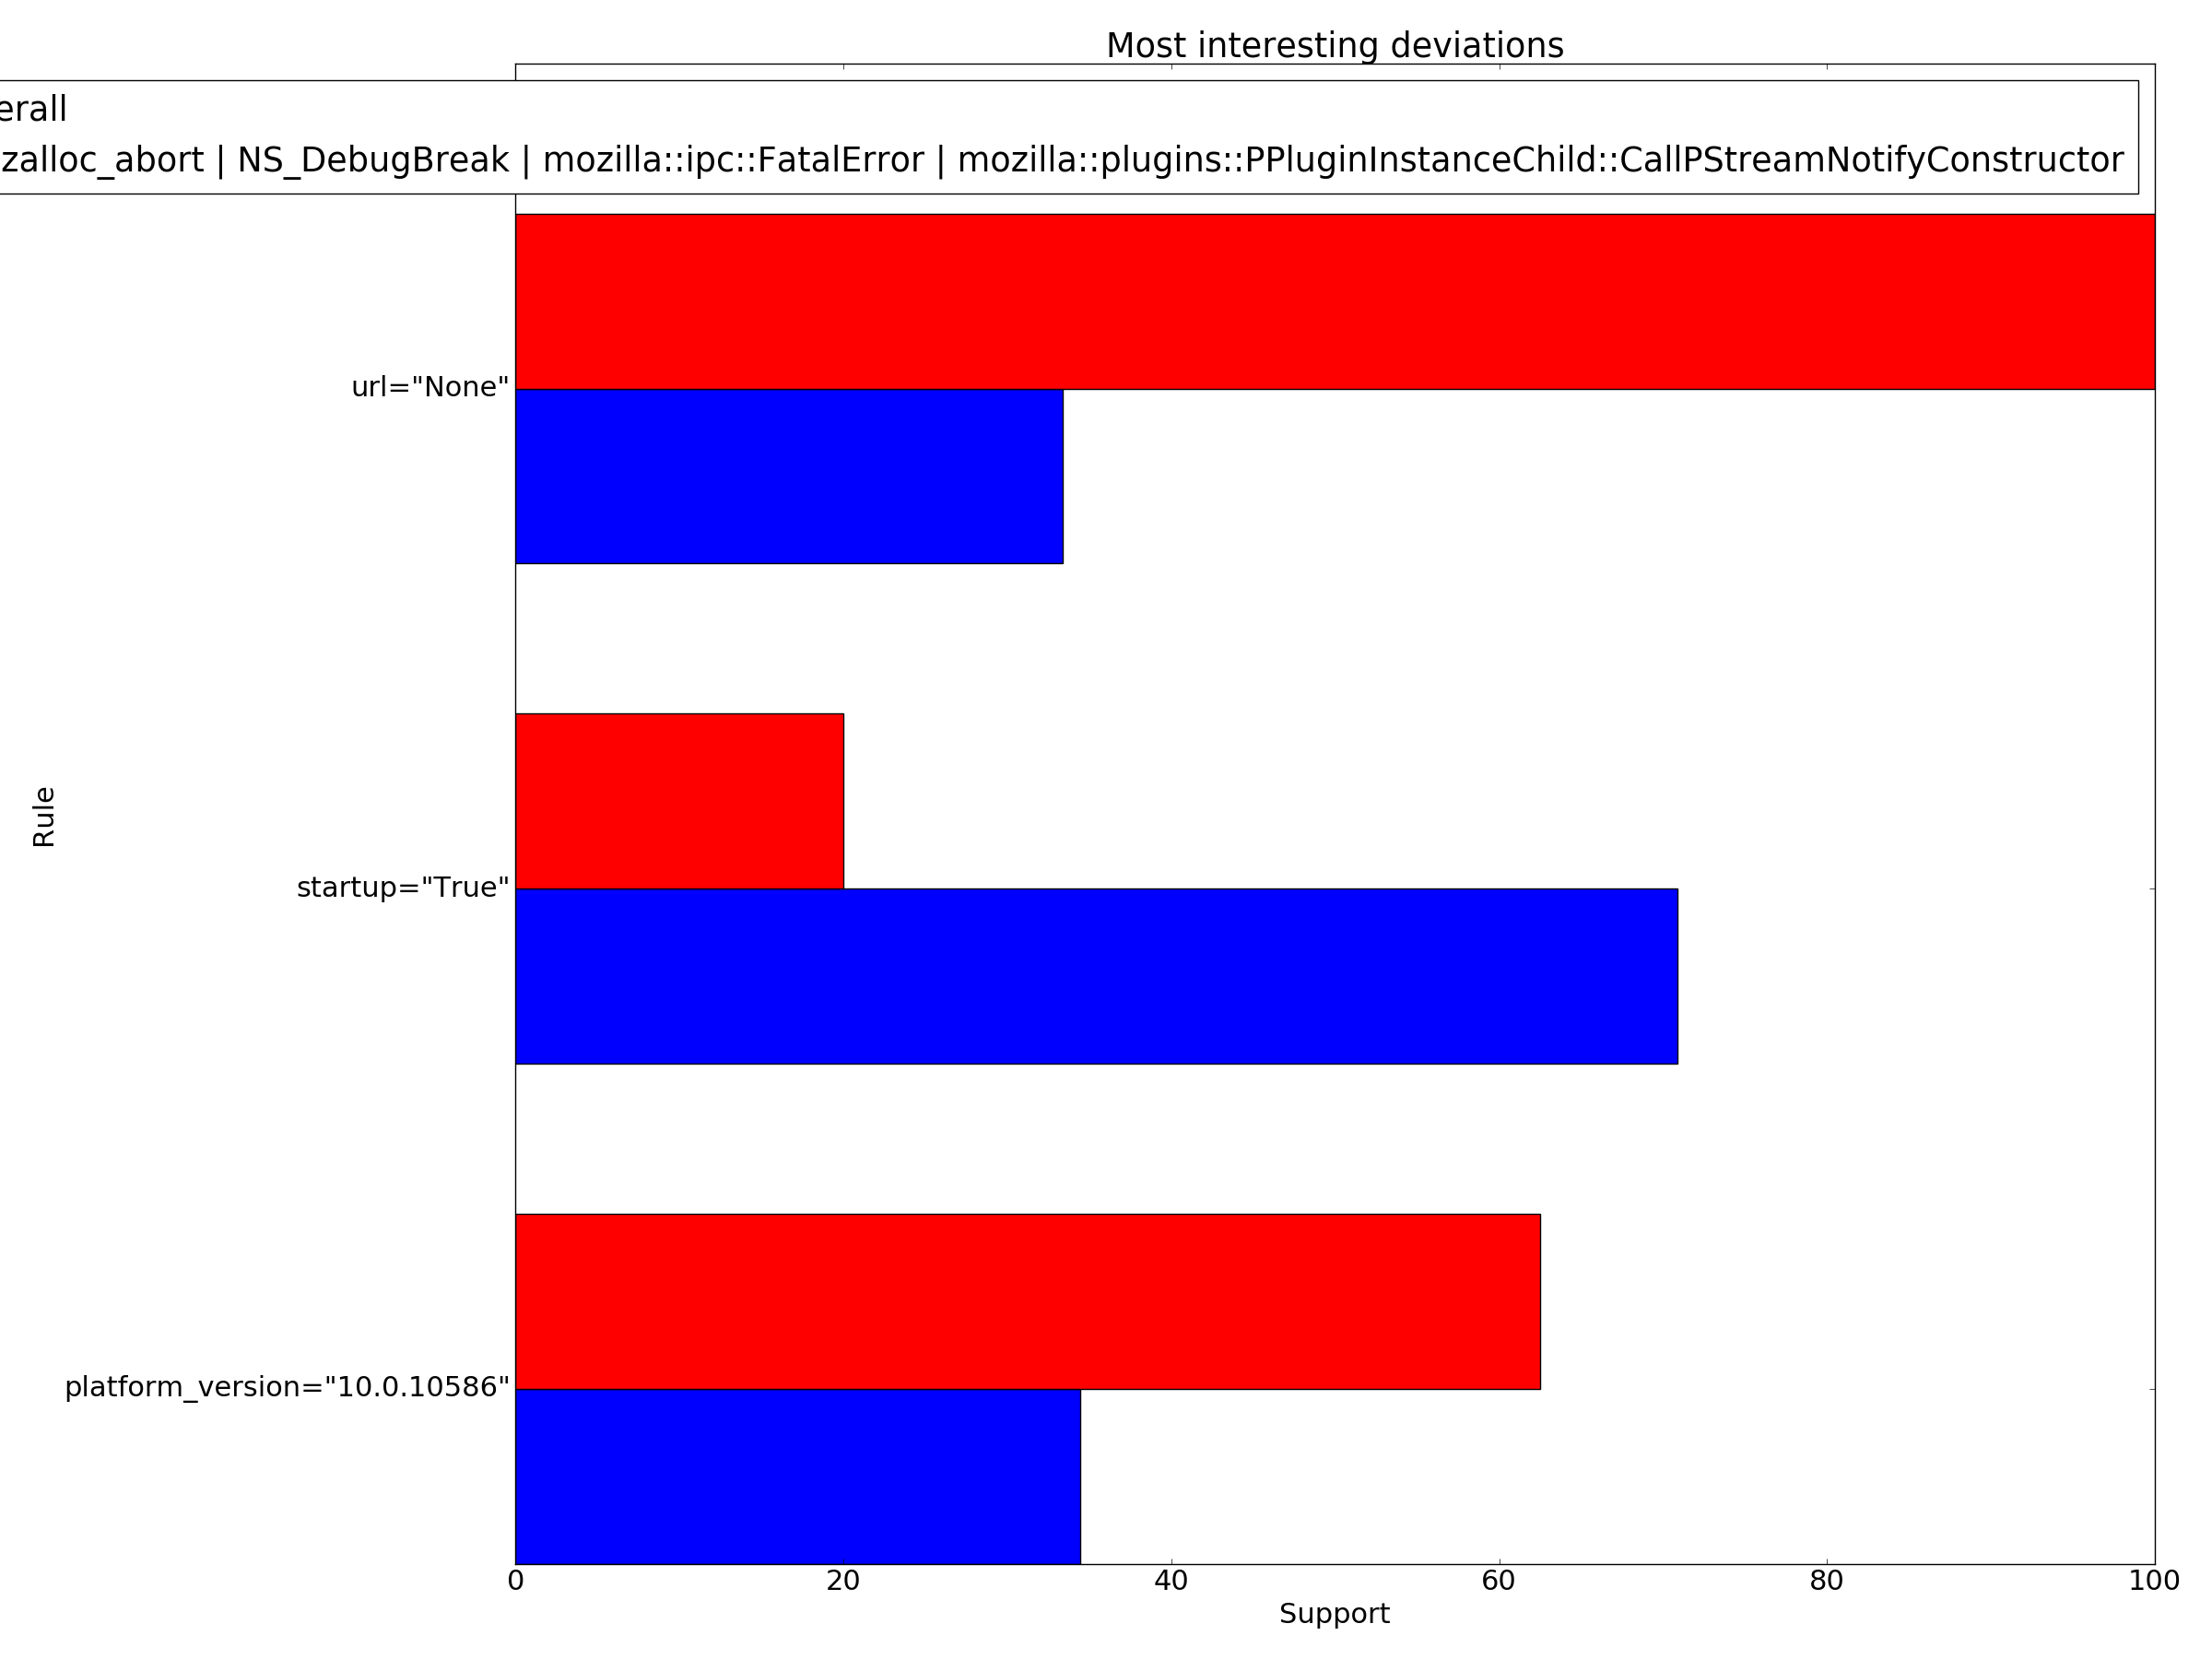 Most interesting deviations
erall
zalloc_abort | NS_DebugBreak | mozilla::ipc::FatalError | mozilla::plugins::PPluginInstanceChild::CallPStreamNotifyConstructor
url="None"
startup="True"
platform_version="10.0.10586"
Rule
0 20 40 60 80 100
Support